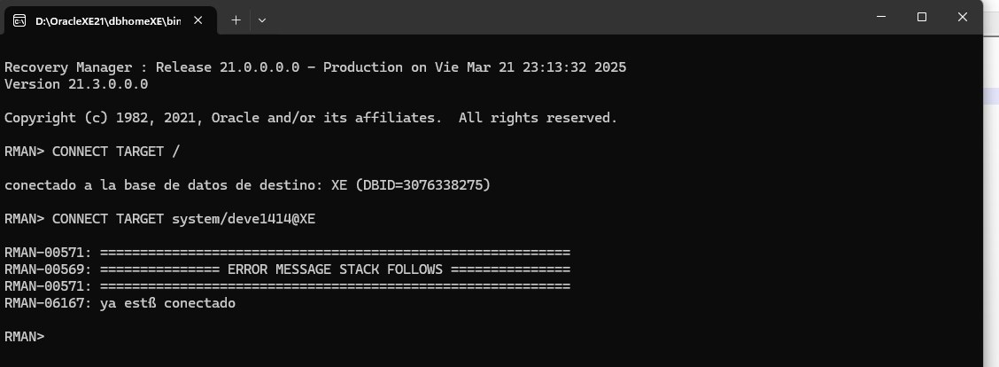 D:\OracleXE21\dbhomeXE\bin
Recovery Manager : Release 21.0.0.0.0 - Production on Vie Mar 21 23:13:32 2025
Version 21.3.0.0.0
Copyright (c) 1982, 2021, Oracle and/or its affiliates.  All rights reserved.
RMAN> CONNECT TARGET /
conectado a la base de datos de destino: XE (DBID=3076338275)
RMAN> CONNECT TARGET system/deve1414@XE
RMAN-00571: ===========================================================
RMAN-00569: =============== ERROR MESSAGE STACK FOLLOWS ===============
RMAN-00571: ===========================================================
RMAN-06167: ya estß conectado
RMAN>